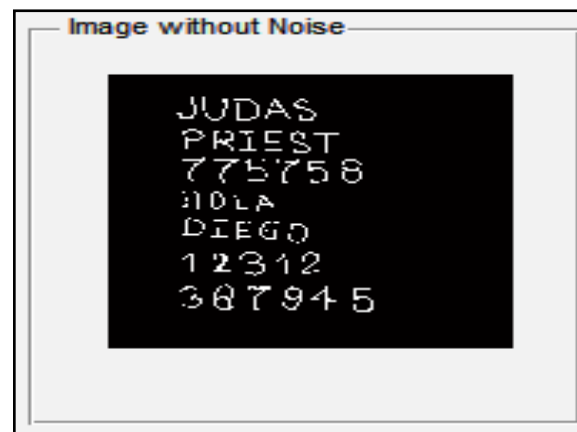 Image without Noise
JUDAS
PRIEST
775758
HOLA
DIEGO
12312
387945